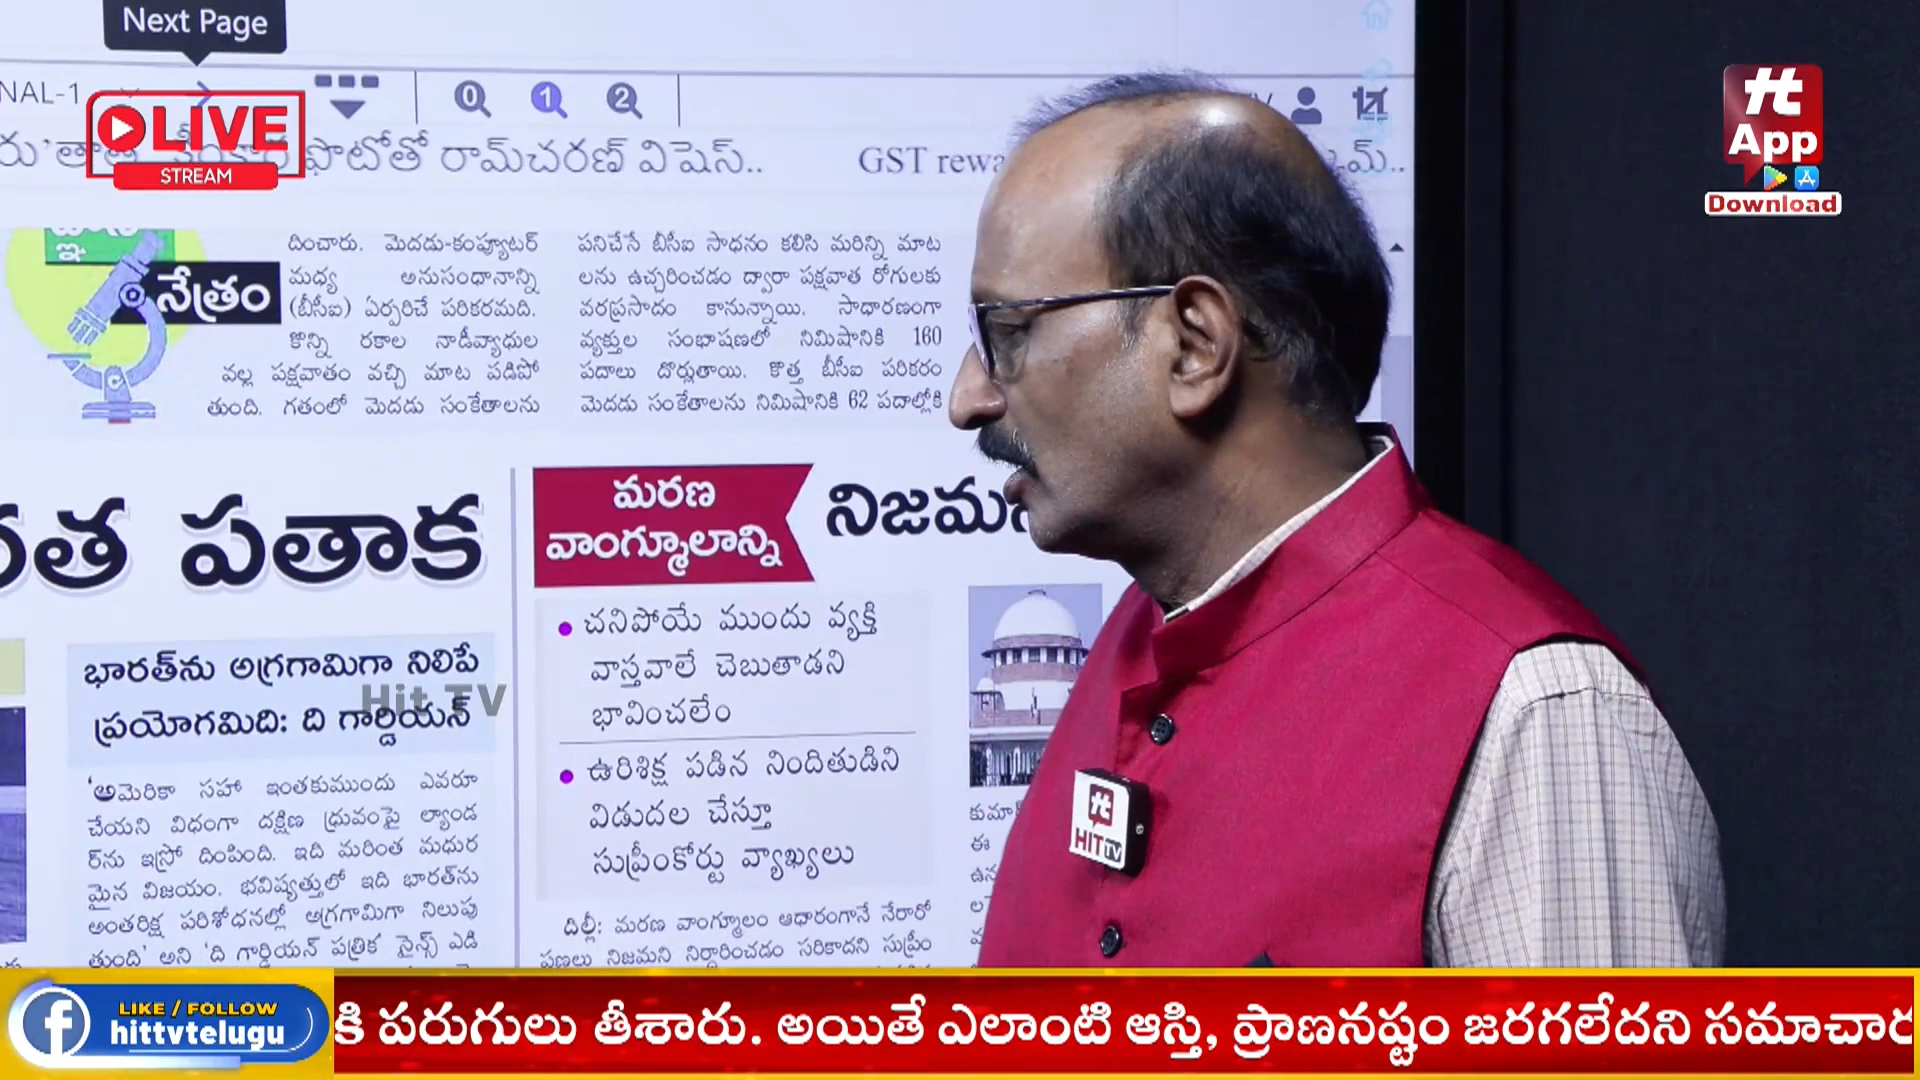 Next Page
NAL-1
0 1 2
LIVE
STREAM
ఫొటోతో రామ్‌చరణ్ విషెస్..
GST rewa
App
Download
నేత్రం
దించారు. మెదడు-కంప్యూటర్
మధ్య అనుసంధానాన్ని
(బీసీఐ) ఏర్పరిచే పరికరమది.
కొన్ని రకాల నాడీవ్యాధుల
వల్ల పక్షవాతం వచ్చి మాట పడిపో
తుంది. గతంలో మెదడు సంకేతాలను
పనిచేసే బీసీఐ సాధనం కలిసి మరిన్ని మాట
లను ఉచ్చరించడం ద్వారా పక్షవాత రోగులకు
వరప్రసాదం కానున్నాయి. సాధారణంగా
వ్యక్తుల సంభాషణలో నిమిషానికి 160
పదాలు దొర్లుతాయి. కొత్త బీసీఐ పరికరం
మెదడు సంకేతాలను నిమిషానికి 62 పదాల్లోకి
పతాక
భారత్‌ను అగ్రగామిగా నిలిపే
ప్రయోగమిది: ది గార్డియన్
Hit TV
'అమెరికా సహా ఇంతకుముందు ఎవరూ
చేయని విధంగా దక్షిణ ధ్రువంపై ల్యాండ
ర్‌ను ఇస్రో దింపింది. ఇది మరింత మధుర
మైన విజయం. భవిష్యత్తులో ఇది భారత్‌ను
అంతరిక్ష పరిశోధనల్లో అగ్రగామిగా నిలుపు
తుంది' అని 'ది గార్డియన్ పత్రిక సైన్స్ ఎడి
మరణ
వాంగ్మూలాన్ని
నిజమ
• చనిపోయే ముందు వ్యక్తి
వాస్తవాలే చెబుతాడని
భావించలేం
• ఉరిశిక్ష పడిన నిందితుడిని
విడుదల చేస్తూ
సుప్రీంకోర్టు వ్యాఖ్యలు
దిల్లీ: మరణ వాంగ్మూలం ఆధారంగానే నేరారో
పణలు నిజమని నిర్ధారించడం సరికాదని సుప్రీం
కుమార్
ఈ
HIT TV
LIKE / FOLLOW
hittvtelugu
కి పరుగులు తీశారు. అయితే ఎలాంటి ఆస్తి, ప్రాణనష్టం జరగలేదని సమాచార